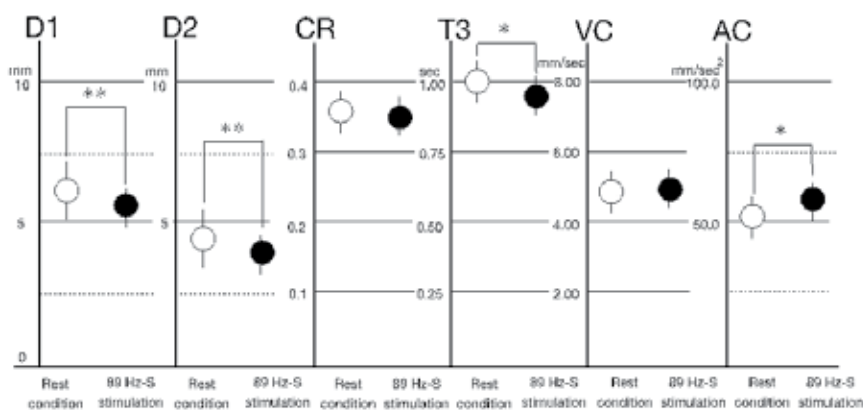 D1 D2 CR T3 VC AC
mm mm sec mm/sec mm/sec²
** ** * *
10 10 0.4 1.00 8.00 100.0
0.3 0.75 6.00
5 5 0.2 0.50 4.00 50.0
0.1 0.25 2.00
0
Rest 89 Hz-S Rest 89 Hz-S Rest 89 Hz-S Rest 89 Hz-S Rest 89 Hz-S Rest 89 Hz-S
condition stimulation condition stimulation condition stimulation condition stimulation condition stimulation condition stimulation